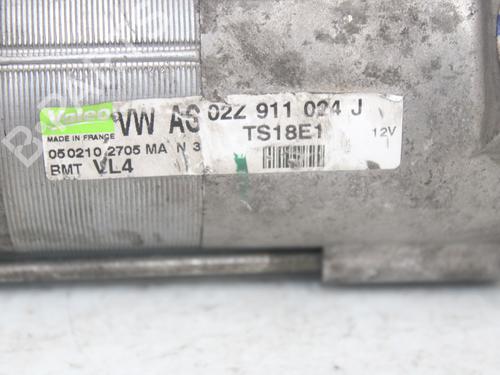 Valeo
MADE IN FRANCE
VW AG 02Z 911 024 J
TS18E1
12V
050210 2705 MA N 3
BMT VL4